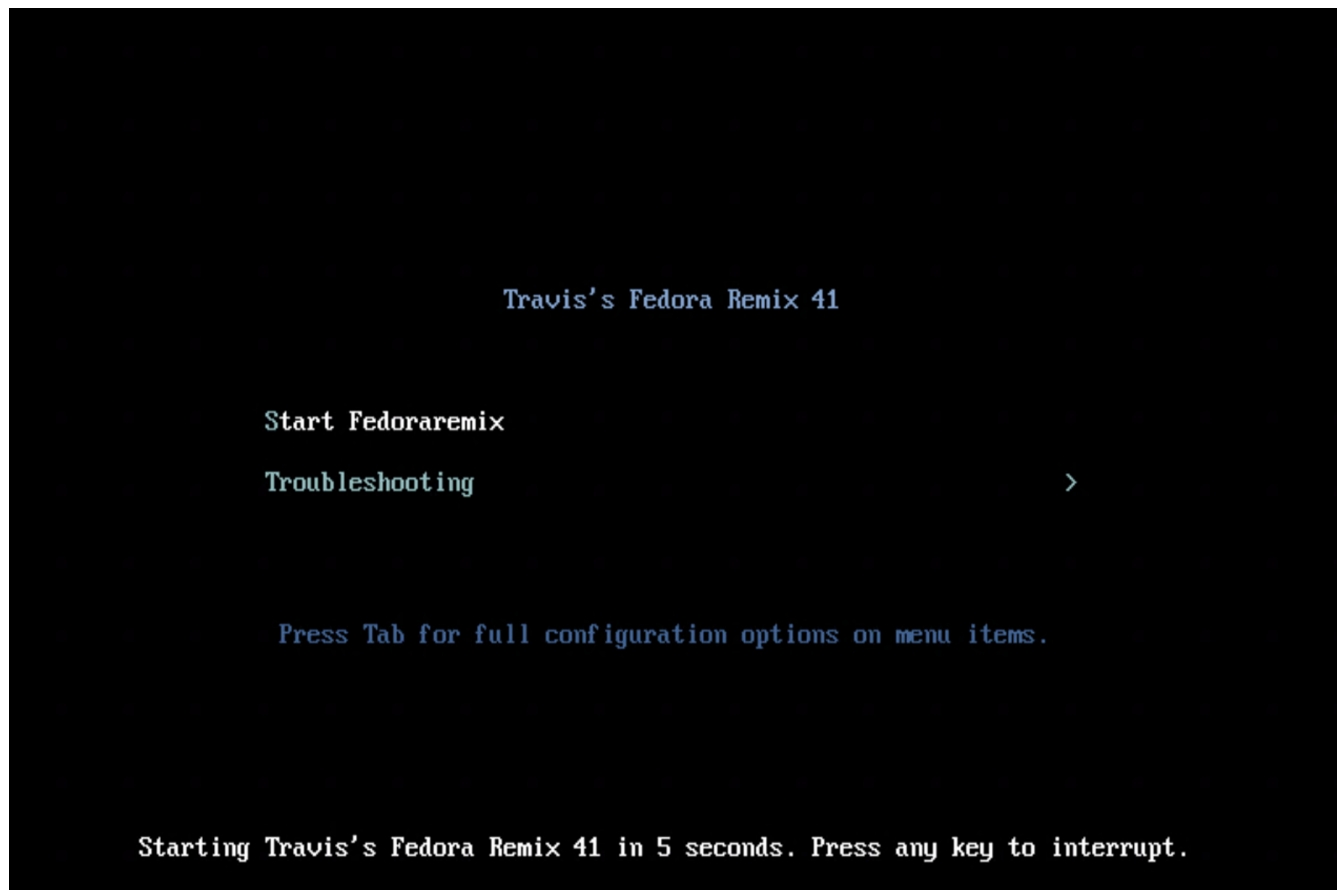 Travis's Fedora Remix 41
Start Fedoraremix
Troubleshooting >
Press Tab for full configuration options on menu items.
Starting Travis's Fedora Remix 41 in 5 seconds. Press any key to interrupt.